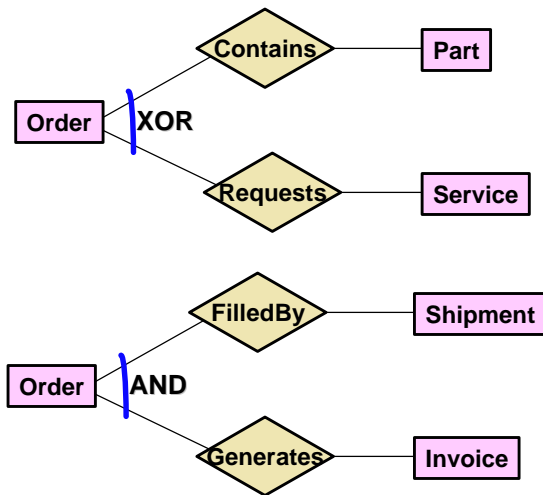 Contains
Part
Order
XOR
Requests
Service
FilledBy
Shipment
Order
AND
Generates
Invoice